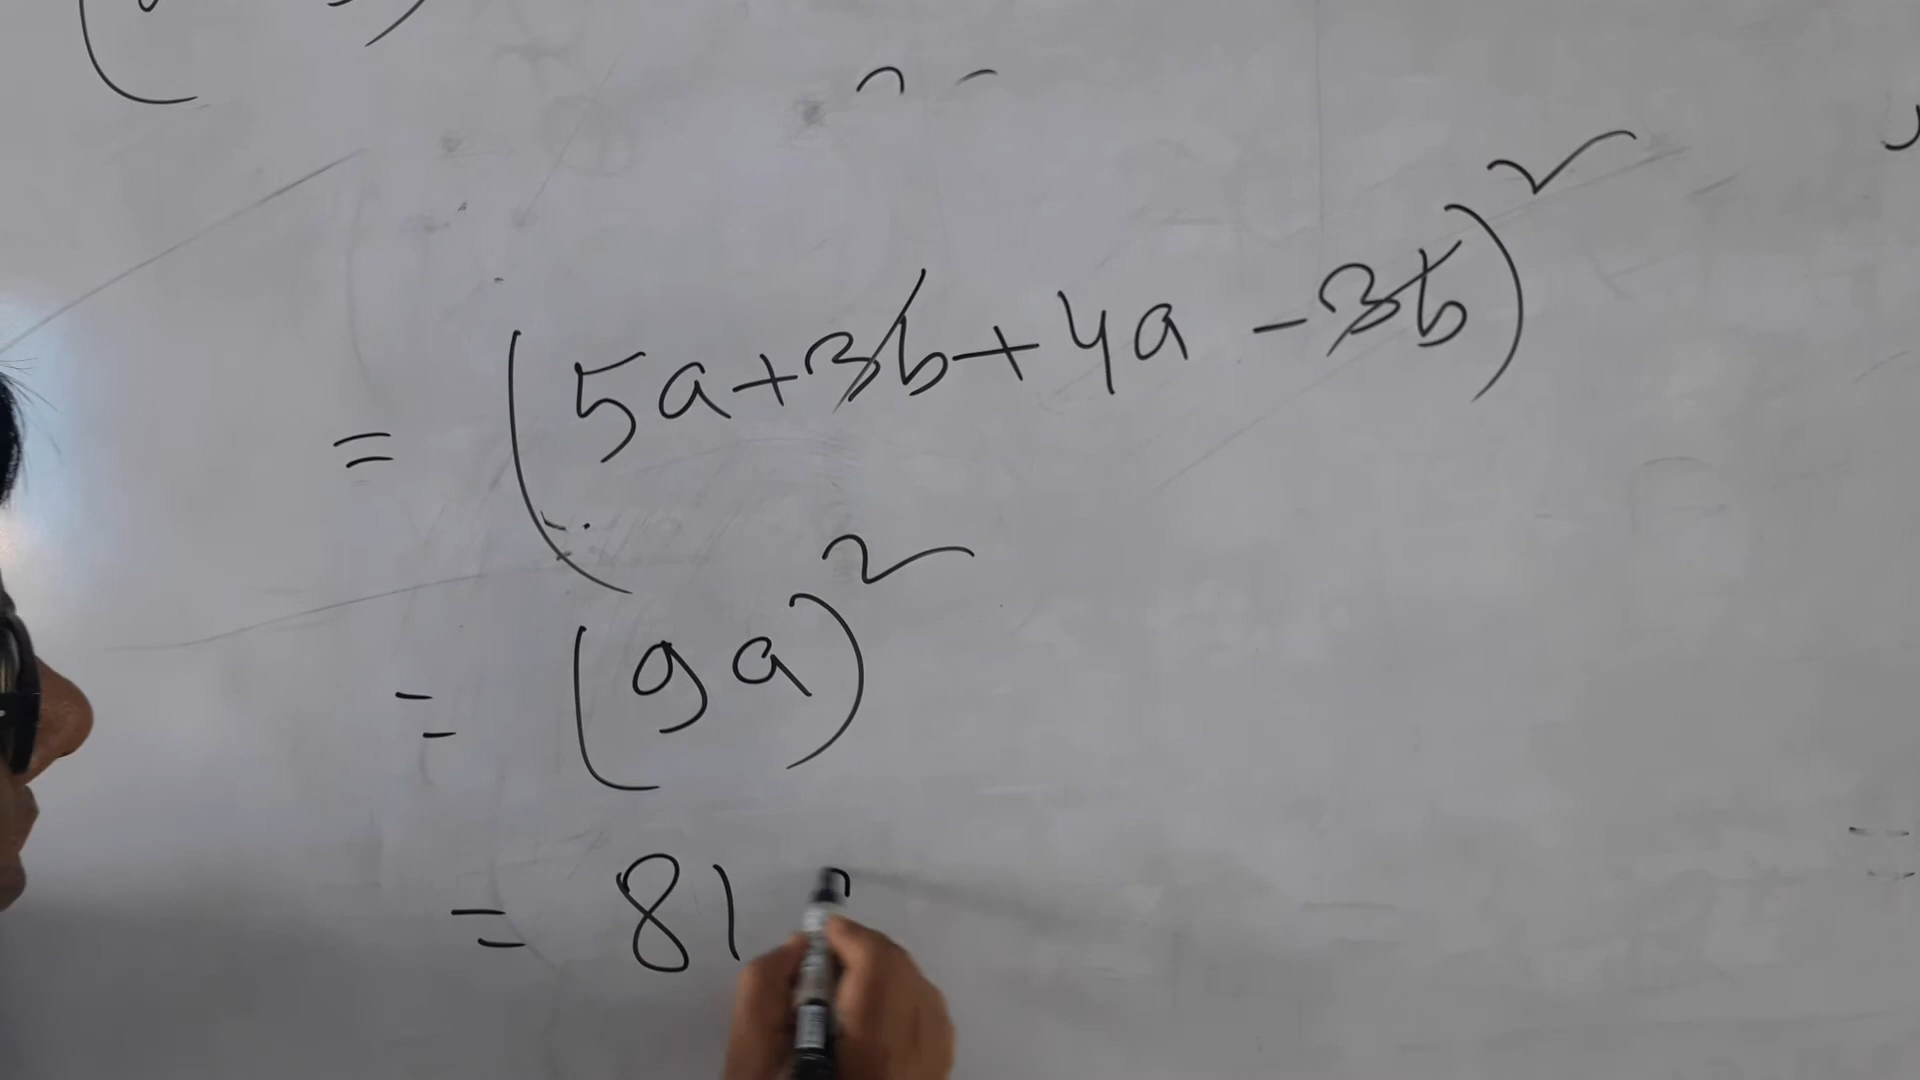 = (5a+3b+4a-3b)²
= (9a)²
= 81